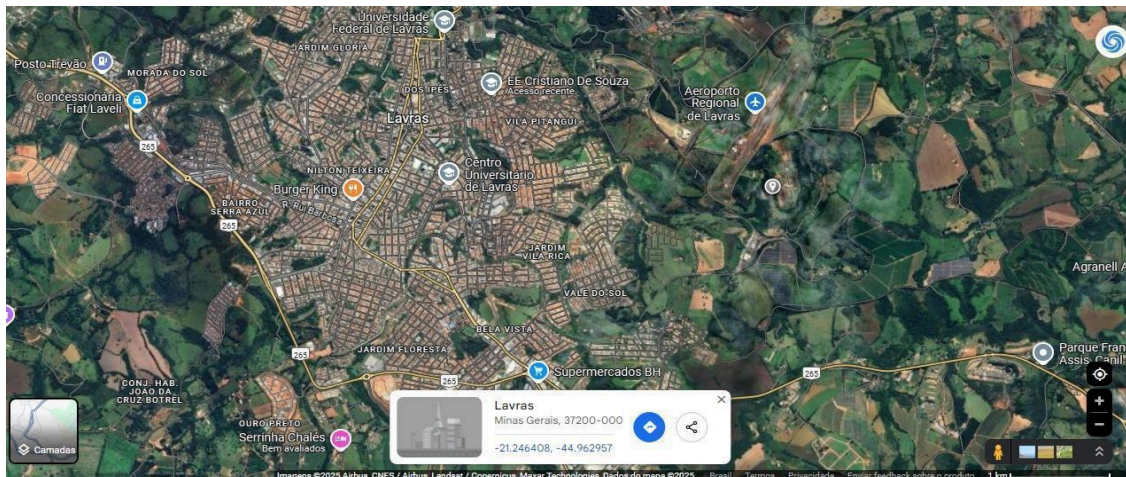 Universidade
Federal de Lavras
JARDIM GLORIA
Posto Trevão
MORADA DO SOL
Concessionária
Fiat Laveli
DOS IPÊS
EE Cristiano De Souza
Acesso recente
Aeroporto
Regional
de Lavras
Lavras
VILA PITANGUI
265
NILTON TEIXEIRA
Centro
Universitário
de Lavras
Burger King
R. Rui Barbosa
BAIRRO
SERRA AZUL
265
JARDIM
VILA RICA
Agranell A
VALE DO SOL
BELA VISTA
265
JARDIM FLORESTA
265
Supermercados BH
265
Parque Fran
Assis. Canil
CONJ. HAB.
JOÃO DA
CRUZ BOTREL
OURO PRETO
Serrinha Chalés
Bem avaliados
Camadas
Lavras
Minas Gerais, 37200-000
-21.246408, -44.962957
Imagens ©2025 Airbus, CNES / Airbus, Landsat / Copernicus, Maxar Technologies, Dados do mapa ©2025 Brasil Termos Privacidade Enviar feedback sobre o produto 1 km